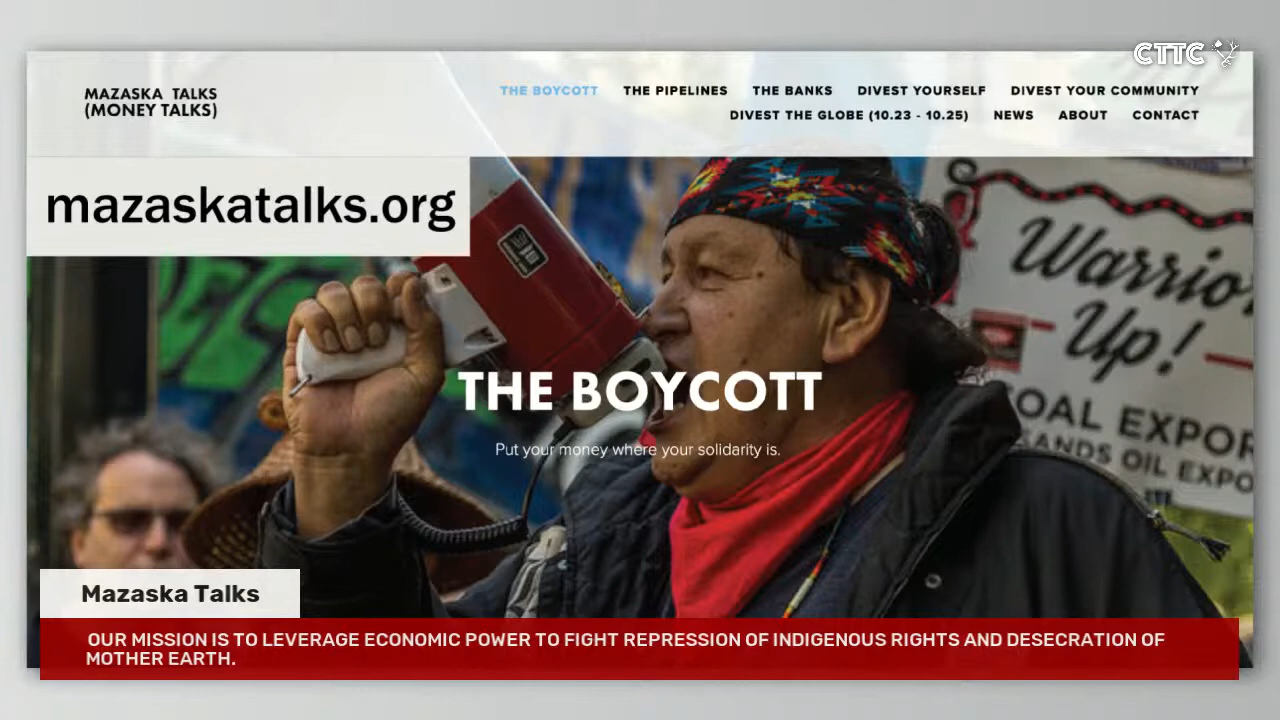 CTTC
MAZASKA TALKS
(MONEY TALKS)
THE BOYCOTT THE PIPELINES THE BANKS DIVEST YOURSELF DIVEST YOUR COMMUNITY
DIVEST THE GLOBE (10.23 - 10.25) NEWS ABOUT CONTACT
mazaskatalks.org
Warrior
Up!
COAL EXPOR
SANDS OIL EXPO
THE BOYCOTT
Put your money where your solidarity is.
Mazaska Talks
OUR MISSION IS TO LEVERAGE ECONOMIC POWER TO FIGHT REPRESSION OF INDIGENOUS RIGHTS AND DESECRATION OF
MOTHER EARTH.